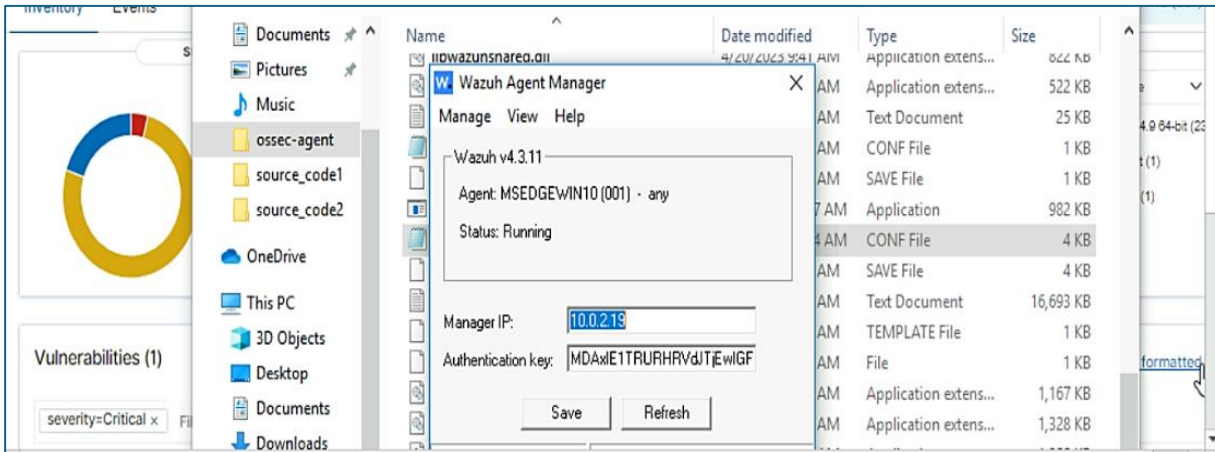 Inventory Events
Documents
Pictures
Music
ossec-agent
source_code1
source_code2
OneDrive
This PC
3D Objects
Desktop
Documents
Downloads
Name Date modified Type Size
libwazuhshared.dll 4/20/2023 9:41 AM Application extens... 822 KB
AM Application extens... 522 KB
AM Text Document 25 KB
AM CONF File 1 KB
AM SAVE File 1 KB
7 AM Application 982 KB
4 AM CONF File 4 KB
AM SAVE File 4 KB
AM Text Document 16,693 KB
AM TEMPLATE File 1 KB
AM File 1 KB
AM Application extens... 1,167 KB
AM Application extens... 1,328 KB
W. Wazuh Agent Manager
Manage View Help
Wazuh v4.3.11
Agent: MSEDGEWIN10 (001) - any
Status: Running
Manager IP: 10.0.2.19
Authentication key:
Save Refresh
Vulnerabilities (1)
severity=Critical x
4.9 64-bit (23
t (1)
(1)
formatted